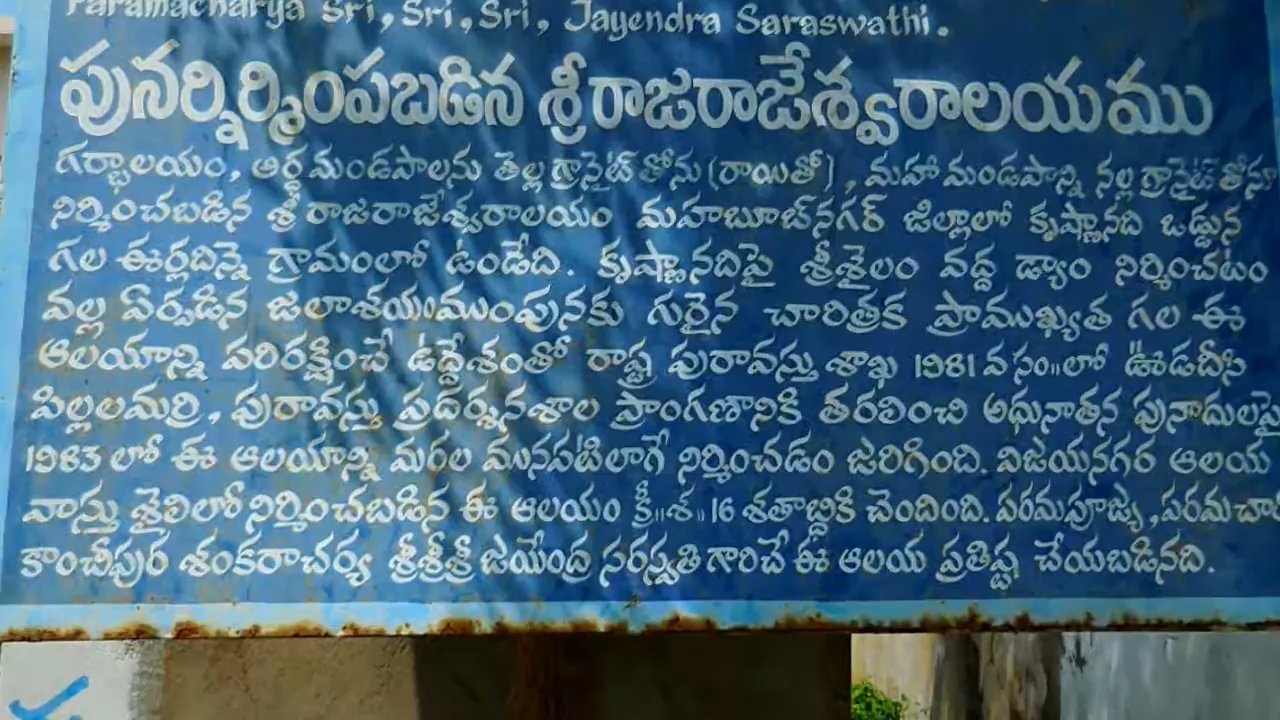 Paramacharya Sri, Sri, Sri, Jayendra Saraswathi.
పునర్నిర్మింపబడిన శ్రీ రాజరాజేశ్వరాలయము
గర్భాలయం, అర్ధ మండపాలను తెల్ల గ్రానైట్ తోను (రాయితో), మహా మండపాన్ని నల్ల గ్రానైట్ తోను
నిర్మించబడిన శ్రీ రాజరాజేశ్వరాలయం మహబూబ్‌నగర్ జిల్లాలో కృష్ణానది ఒడ్డున
గల ఈర్లదిన్నె గ్రామంలో ఉండేది. కృష్ణానదిపై శ్రీశైలం వద్ద డ్యాం నిర్మించటం
వల్ల ఏర్పడిన జలాశయంముంపునకు గురైన చారిత్రక ప్రాముఖ్యత గల ఈ
ఆలయాన్ని పరిరక్షించే ఉద్దేశంతో రాష్ట్ర పురావస్తు శాఖ 1981 వ సం॥లో ఊడదీసి
పిల్లలమర్రి, పురావస్తు ప్రదర్శనశాల ప్రాంగణానికి తరలించి అధునాతన పునాదులపై
1983 లో ఈ ఆలయాన్ని మరల మునపటిలాగే నిర్మించడం జరిగింది. విజయనగర ఆలయ
వాస్తు శైలిలో నిర్మించబడిన ఈ ఆలయం క్రీ॥శ॥ 16 శతాబ్దికి చెందింది. పరమపూజ్య, పరమచా
కాంచీపుర శంకరాచర్య శ్రీశ్రీశ్రీ జయేంద్ర సరస్వతి గారిచే ఈ ఆలయ ప్రతిష్ట చేయబడినది.